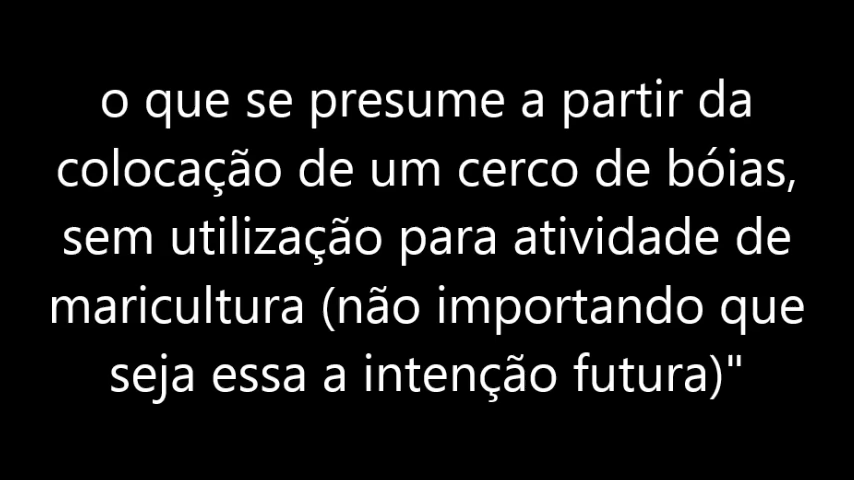 o que se presume a partir da
colocação de um cerco de bóias,
sem utilização para atividade de
maricultura (não importando que
seja essa a intenção futura)"